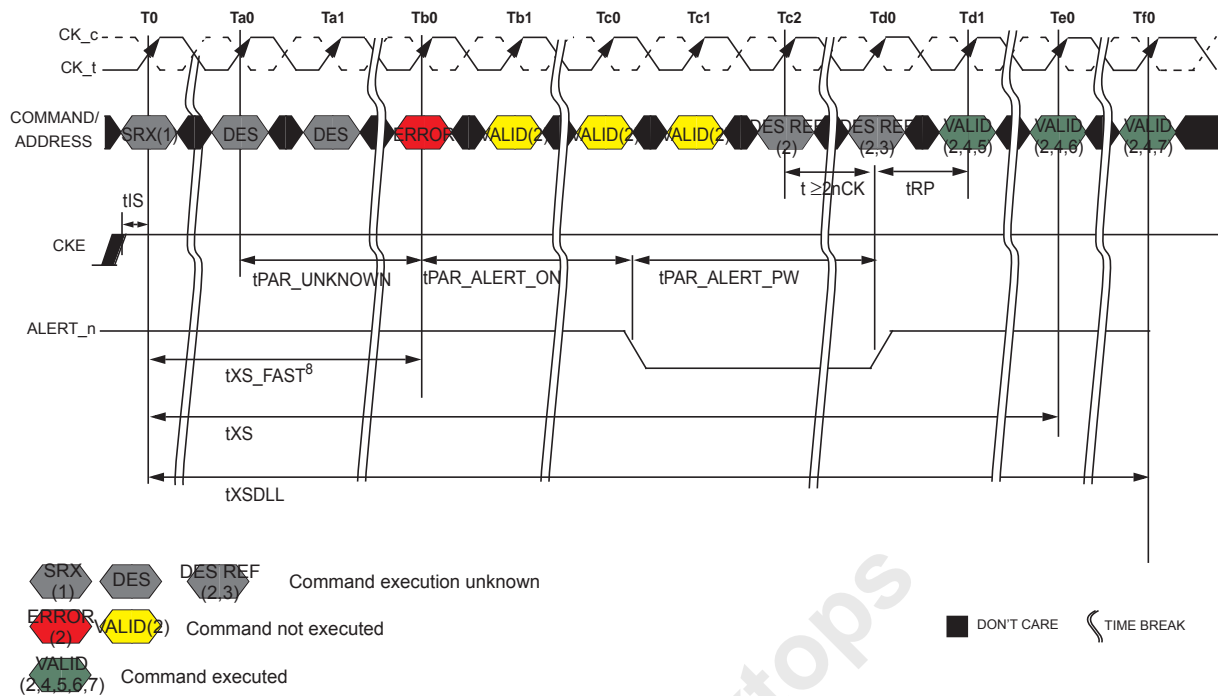 T0 Ta0 Ta1 Tb0 Tb1 Tc0 Tc1 Tc2 Td0 Td1 Te0 Tf0
CK_c
CK_t
COMMAND/
ADDRESS
SRX(1) DES DES ERROR VALID(2) VALID(2) VALID(2) DES REF (2) DES REF (2,3) VALID (2,4,5) VALID (2,4,6) VALID (2,4,7)
t ≥2nCK tRP
tIS
CKE
tPAR_UNKNOWN tPAR_ALERT_ON tPAR_ALERT_PW
ALERT_n
tXS_FAST8
tXS
tXSDLL
SRX (1) DES DES REF (2,3) Command execution unknown
ERROR (2) VALID(2) Command not executed
VALID (2,4,5,6,7) Command executed
DON'T CARE TIME BREAK